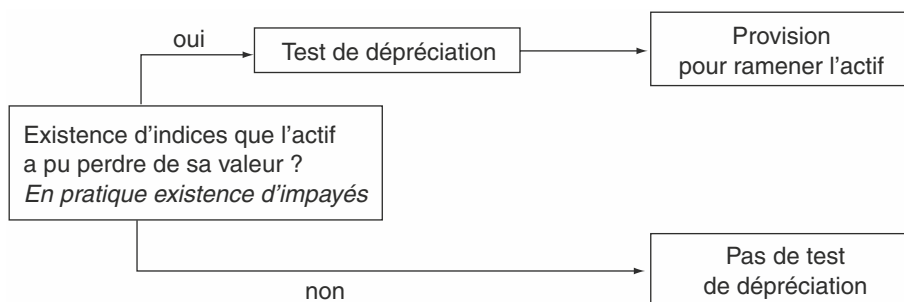 oui
Test de dépréciation
Provision
pour ramener l'actif
Existence d'indices que l'actif
a pu perdre de sa valeur ?
En pratique existence d'impayés
Pas de test
de dépréciation
non